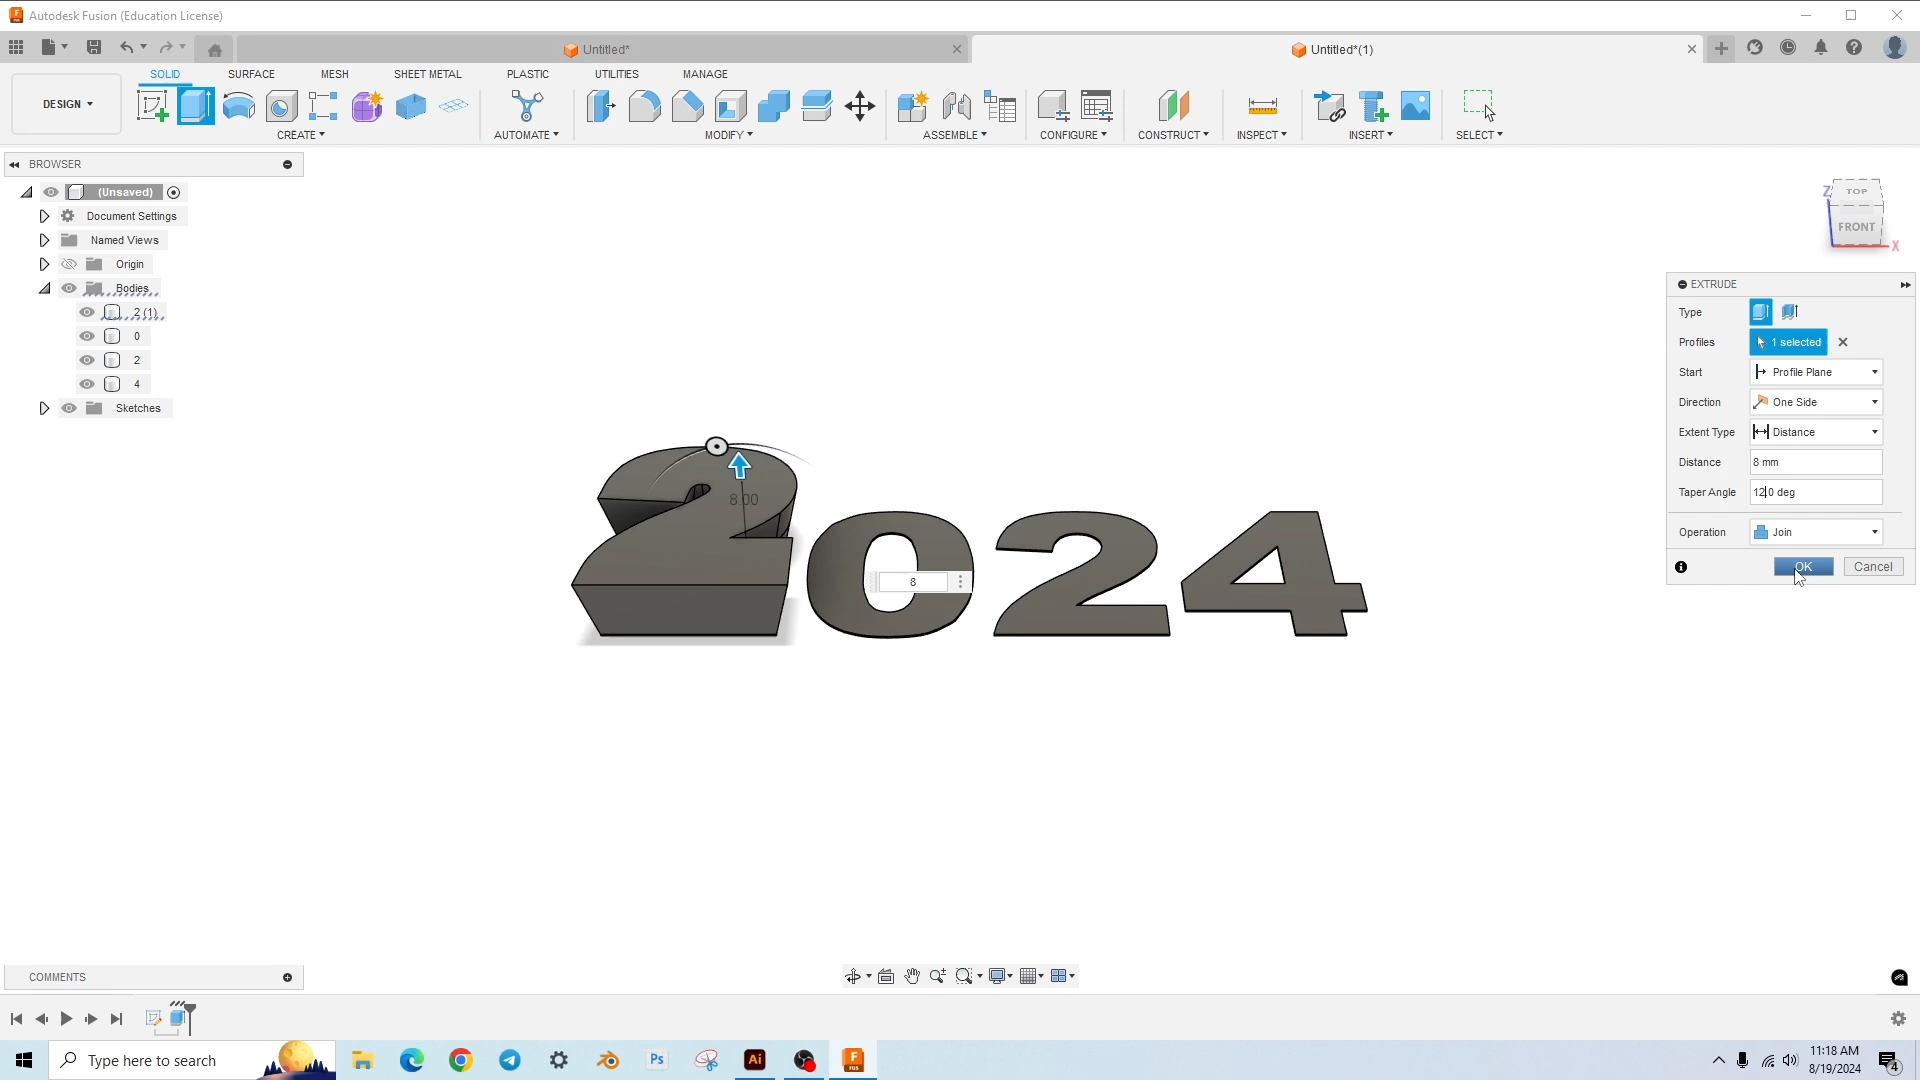 Autodesk Fusion (Education License)
Untitled*
Untitled*(1)
DESIGN
SOLID
SURFACE
MESH
SHEET METAL
PLASTIC
UTILITIES
MANAGE
CREATE
AUTOMATE
MODIFY
ASSEMBLE
CONFIGURE
CONSTRUCT
INSPECT
INSERT
SELECT
BROWSER
(Unsaved)
Document Settings
Named Views
Origin
Bodies
2 (1)
0
2
4
Sketches
Z
TOP
FRONT
X
2024
8.00
8
EXTRUDE
Type
Profiles
1 selected
Start
Profile Plane
Direction
One Side
Extent Type
Distance
Distance
8 mm
Taper Angle
12.0 deg
Operation
Join
OK
Cancel
COMMENTS
Type here to search
Ps
Ai
F
FUS
11:18 AM
8/19/2024
4